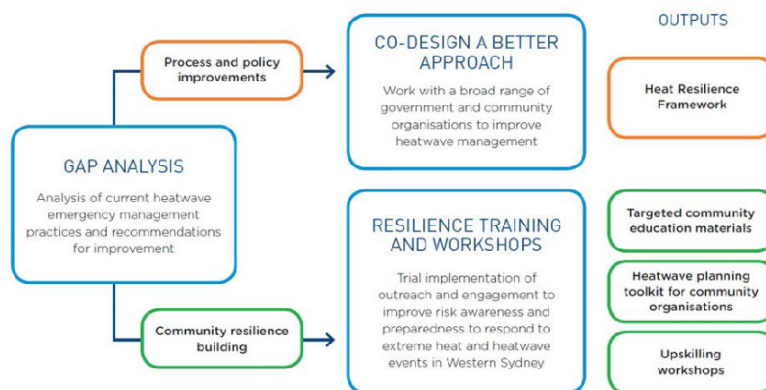 OUTPUTS
Process and policy
improvements
CO-DESIGN A BETTER
APPROACH
Work with a broad range of
government and community
organisations to improve
heatwave management
Heat Resilience
Framework
GAP ANALYSIS
Analysis of current heatwave
emergency management
practices and recommendations
for improvement
RESILIENCE TRAINING
AND WORKSHOPS
Trial implementation of
outreach and engagement to
improve risk awareness and
preparedness to respond to
extreme heat and heatwave
events in Western Sydney
Targeted community
education materials
Heatwave planning
toolkit for community
organisations
Community resilience
building
Upskilling
workshops